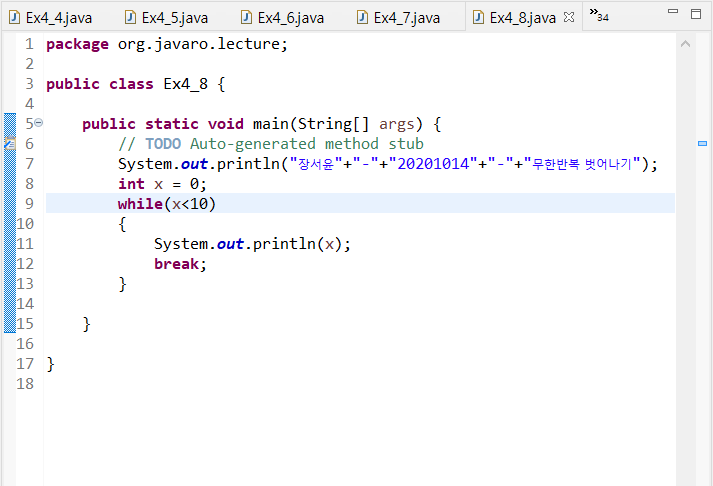 Ex4_4.java Ex4_5.java Ex4_6.java Ex4_7.java Ex4_8.java »34
1 package org.javaro.lecture;
2
3 public class Ex4_8 {
4
5 public static void main(String[] args) {
6 // TODO Auto-generated method stub
7 System.out.println("장서윤"+"-"+"20201014"+"-"+"무한반복 벗어나기");
8 int x = 0;
9 while(x<10)
10 {
11 System.out.println(x);
12 break;
13 }
14
15 }
16
17 }
18